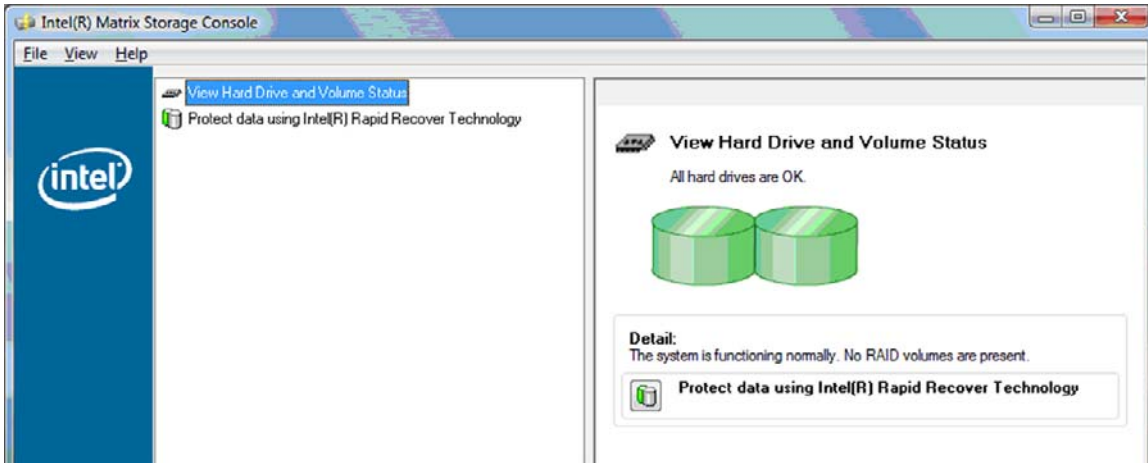 Intel(R) Matrix Storage Console
File View Help
View Hard Drive and Volume Status
Protect data using Intel(R) Rapid Recover Technology
intel
View Hard Drive and Volume Status
All hard drives are OK.
Detail:
The system is functioning normally. No RAID volumes are present.
Protect data using Intel(R) Rapid Recover Technology